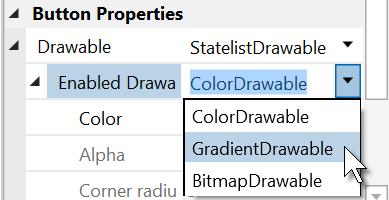 Button Properties
Drawable StatelistDrawable
Enabled Drawa ColorDrawable
Color ColorDrawable
Alpha GradientDrawable
Corner radiu BitmapDrawable